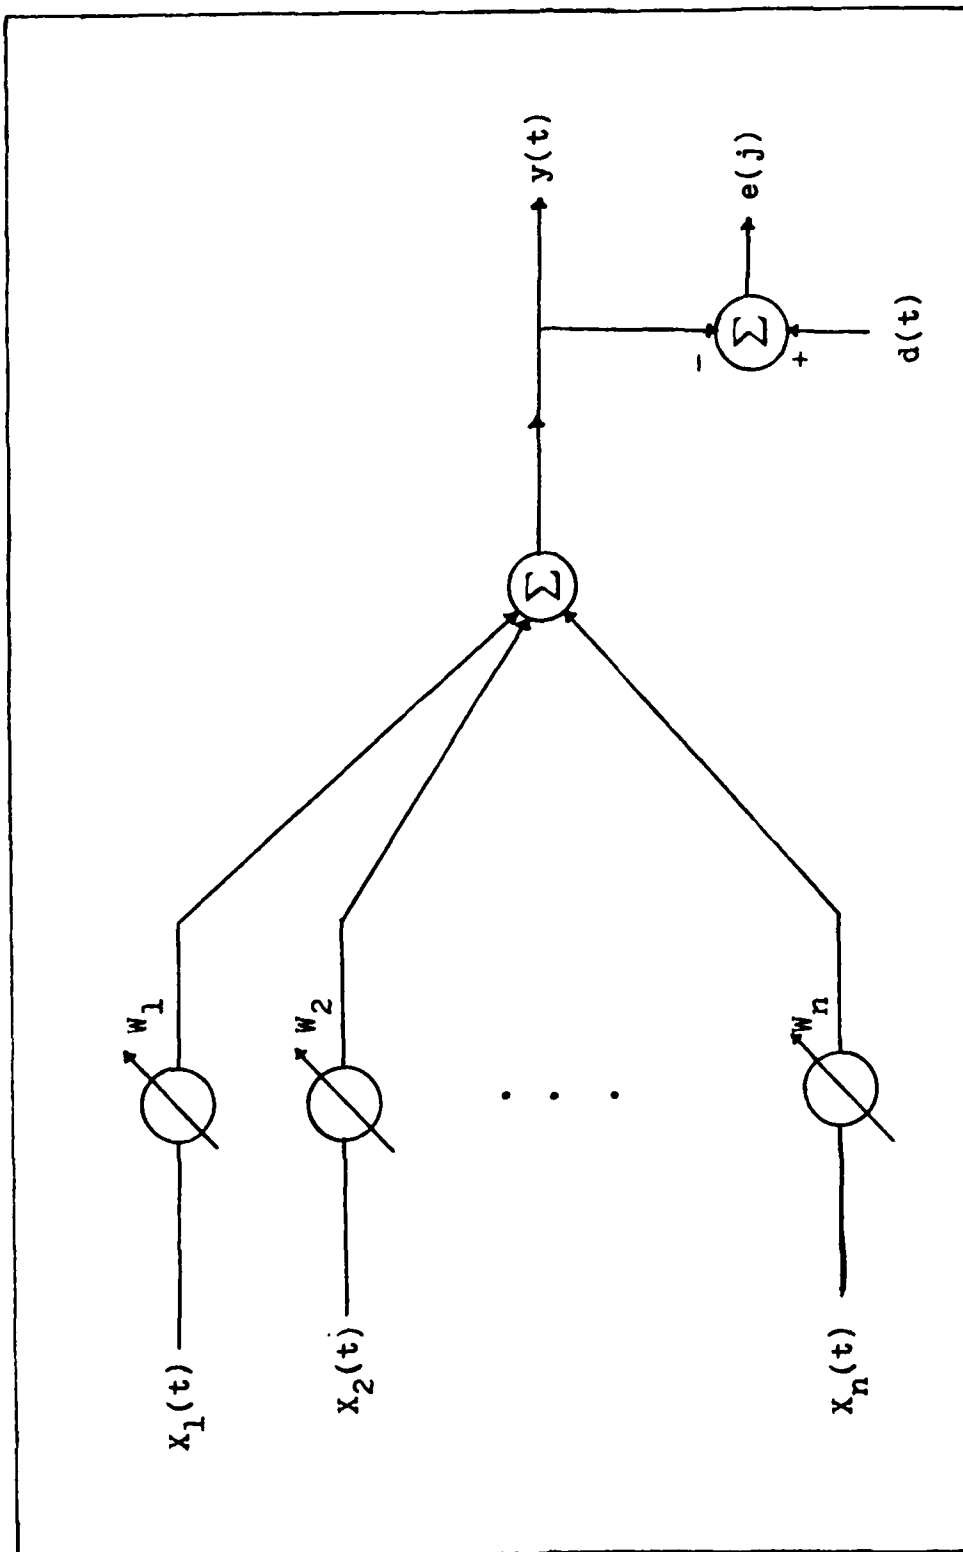 X₁(t)
W₁
X₂(t)
W₂
. . .
Xₙ(t)
Wₙ
Σ
y(t)
-
Σ
e(j)
+
d(t)